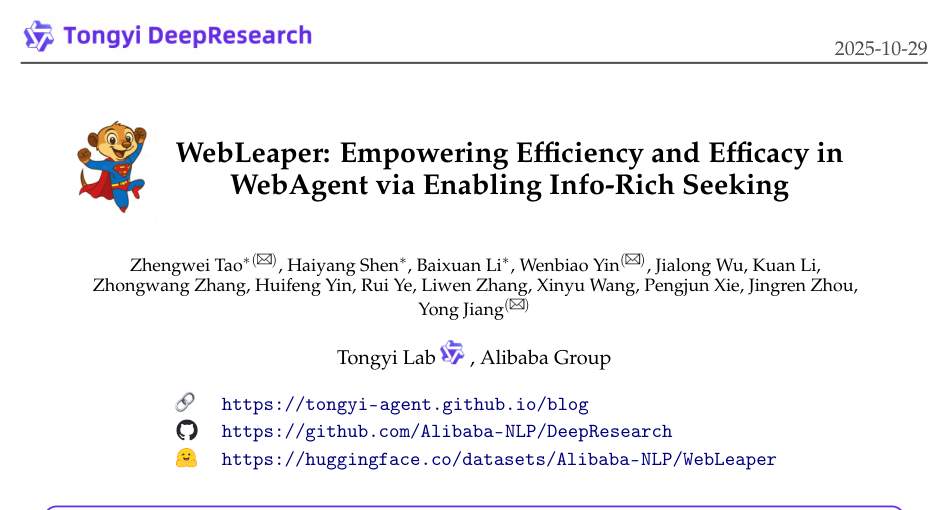 Tongyi DeepResearch
2025-10-29
WebLeaper: Empowering Efficiency and Efficacy in
WebAgent via Enabling Info-Rich Seeking
Zhengwei Tao*(✉), Haiyang Shen*, Baixuan Li*, Wenbiao Yin(✉), Jialong Wu, Kuan Li,
Zhongwang Zhang, Huifeng Yin, Rui Ye, Liwen Zhang, Xinyu Wang, Pengjun Xie, Jingren Zhou,
Yong Jiang(✉)
Tongyi Lab , Alibaba Group
https://tongyi-agent.github.io/blog
https://github.com/Alibaba-NLP/DeepResearch
https://huggingface.co/datasets/Alibaba-NLP/WebLeaper